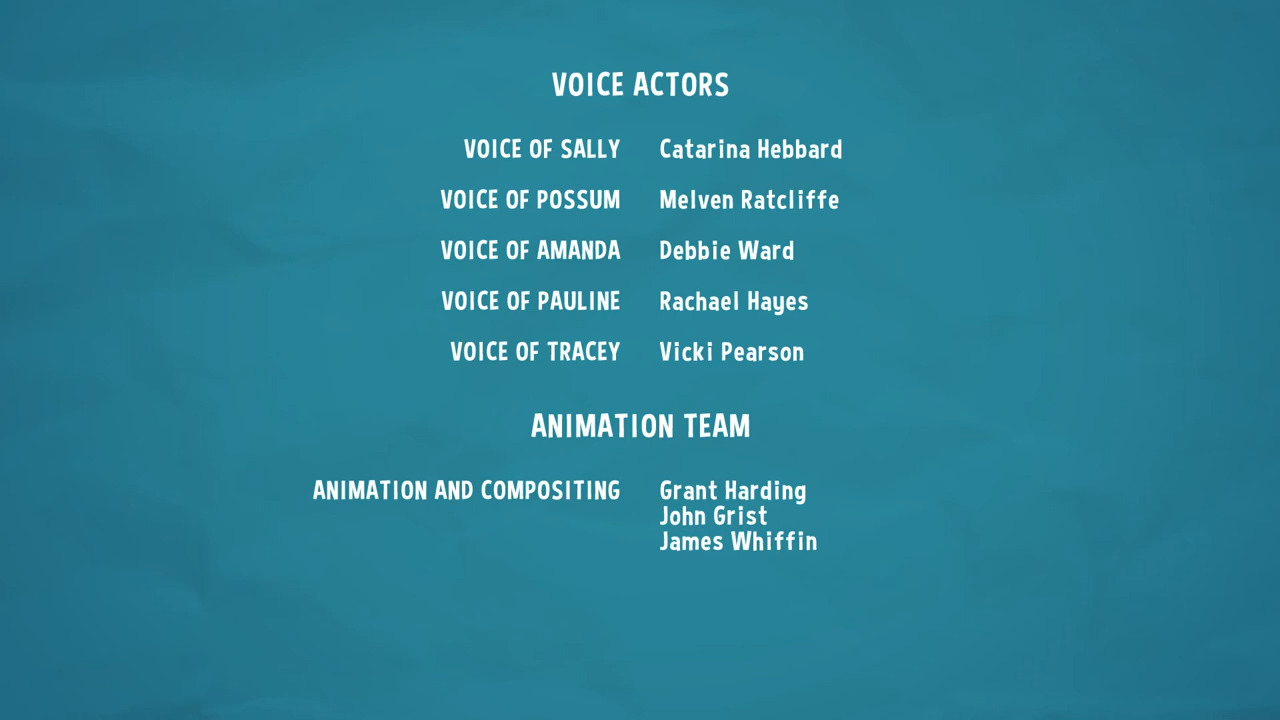 VOICE ACTORS
VOICE OF SALLY Catarina Hebbard
VOICE OF POSSUM Melven Ratcliffe
VOICE OF AMANDA Debbie Ward
VOICE OF PAULINE Rachael Hayes
VOICE OF TRACEY Vicki Pearson
ANIMATION TEAM
ANIMATION AND COMPOSITING Grant Harding
John Grist
James Whiffin